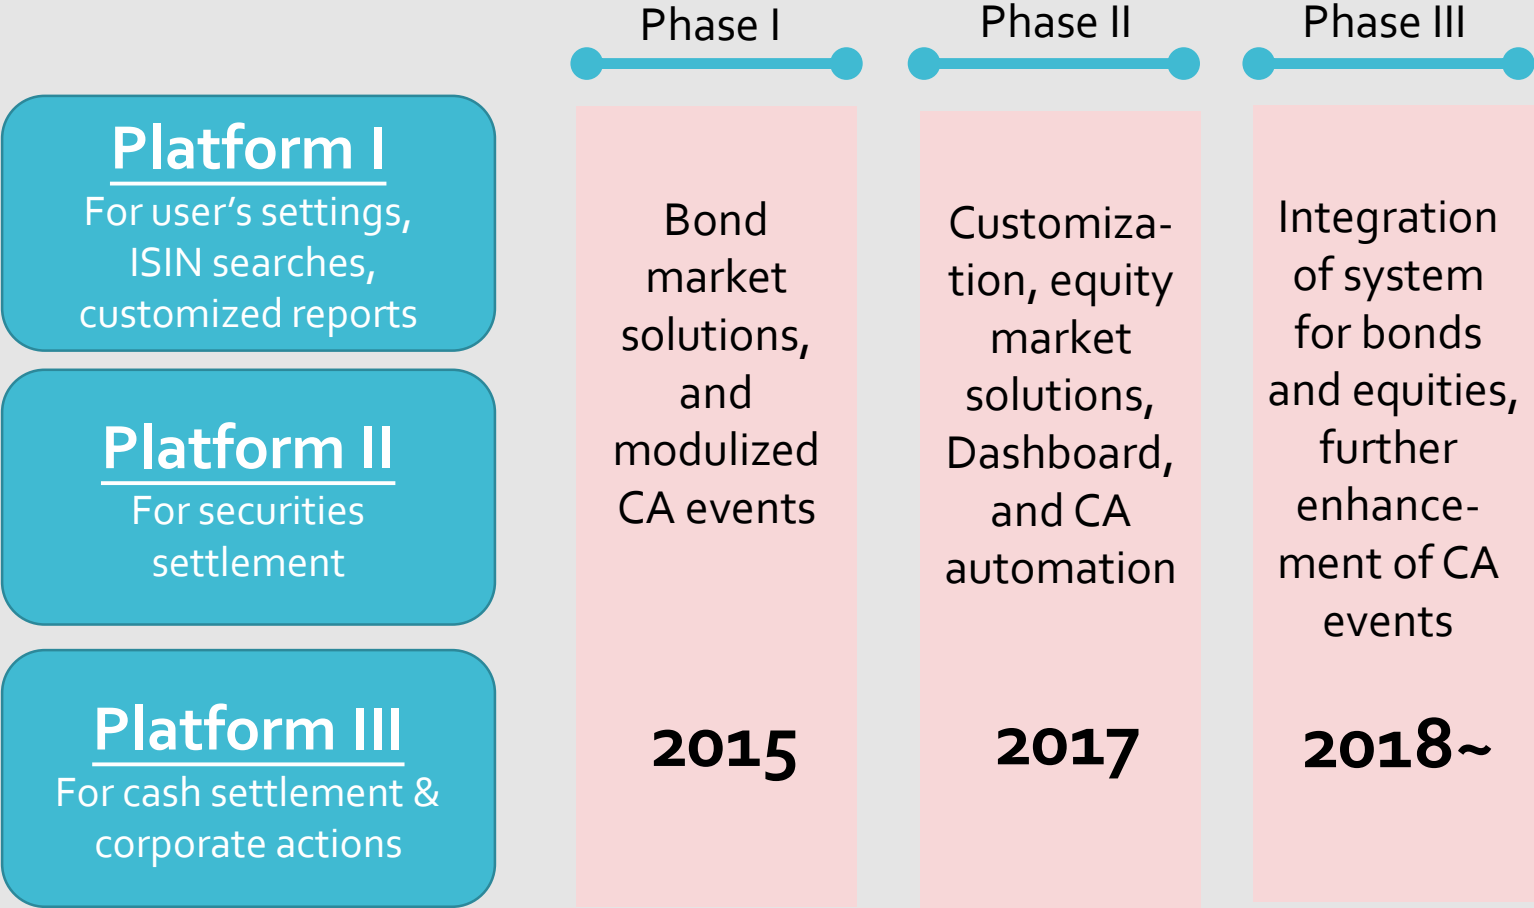 Phase I
Phase II
Phase III
Platform I
For user's settings,
ISIN searches,
customized reports
Platform II
For securities
settlement
Platform III
For cash settlement &
corporate actions
Bond
market
solutions,
and
modulized
CA events
2015
Customiza-
tion, equity
market
solutions,
Dashboard,
and CA
automation
2017
Integration
of system
for bonds
and equities,
further
enhance-
ment of CA
events
2018~